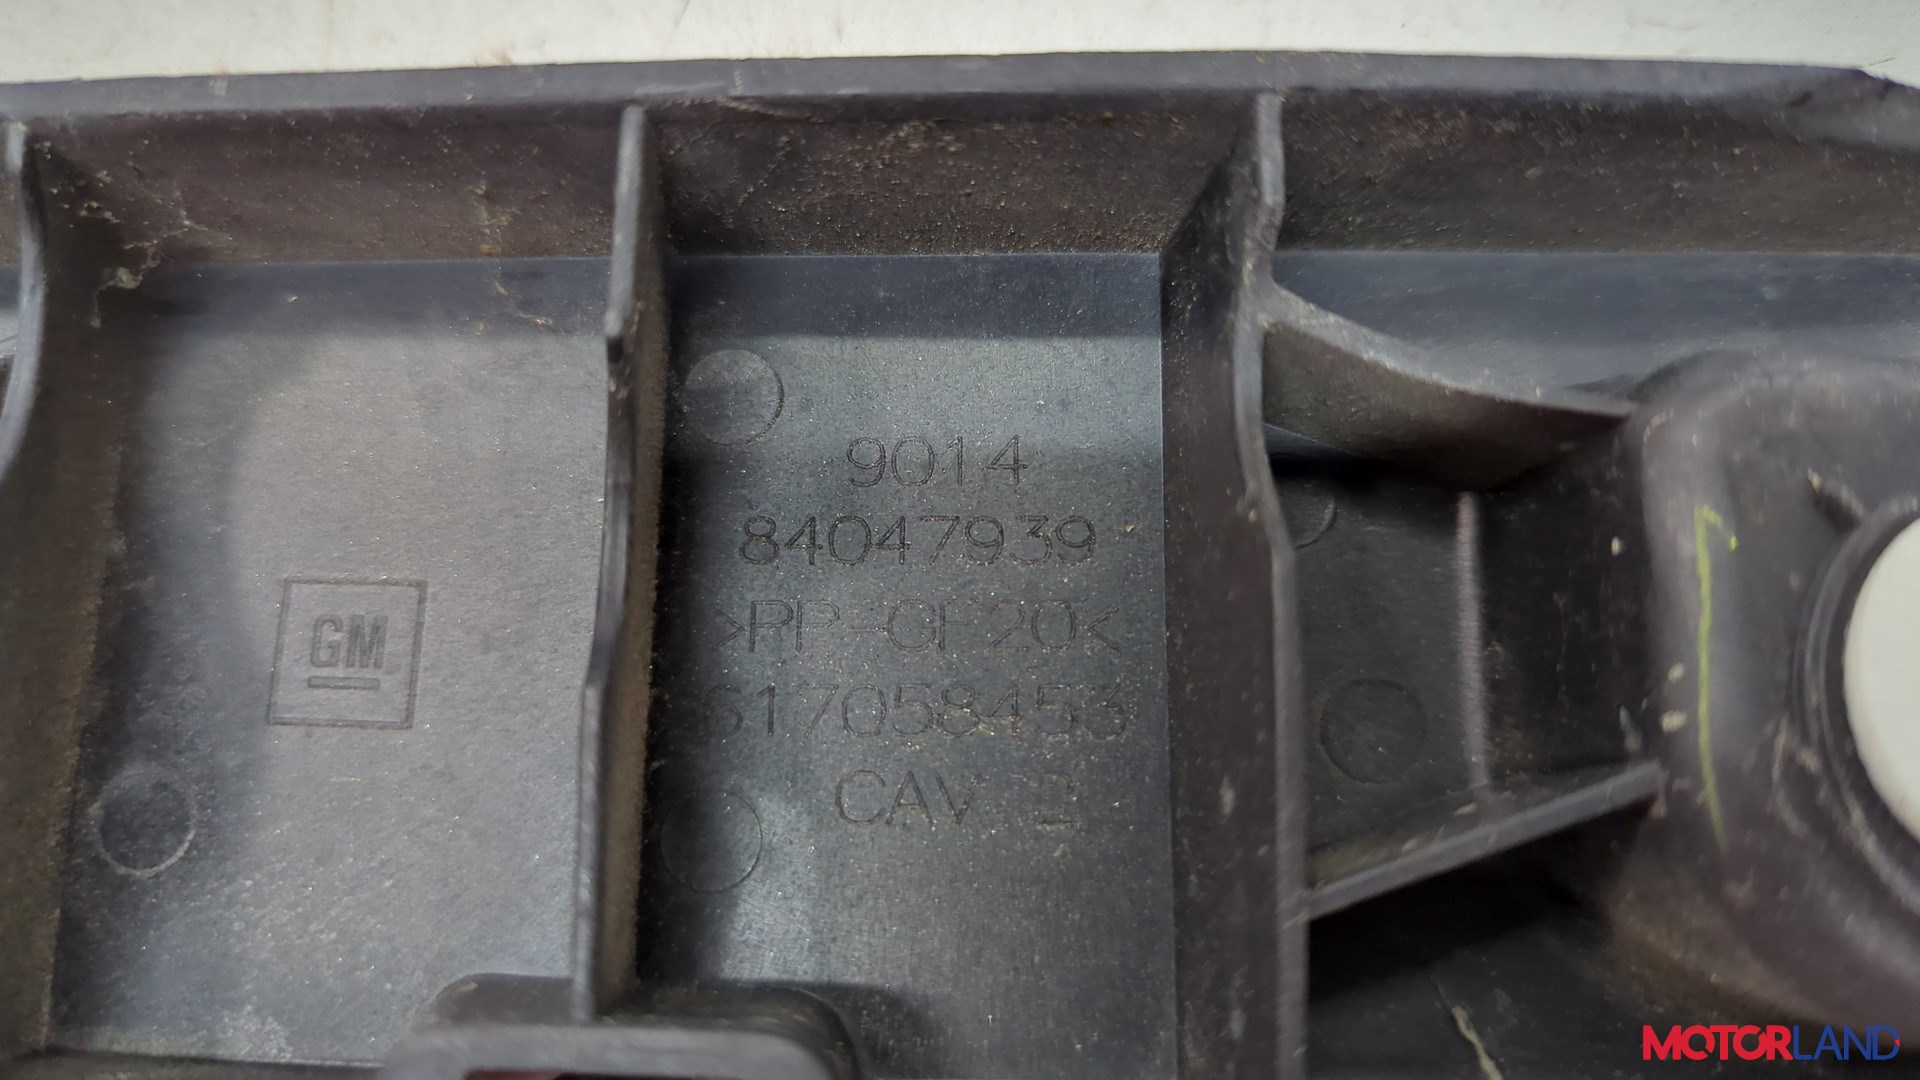 9014
84047939
>PP-GF20<
617058453
CAV 2
GM
MOTORLAND